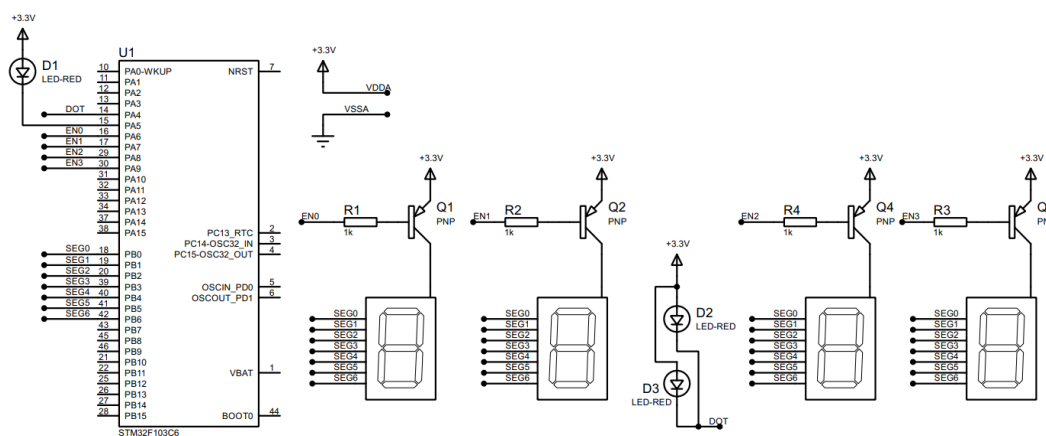 +3.3V
D1
LED-RED
U1
10 PA0-WKUP
11 PA1
12 PA2
13 PA3
DOT 14 PA4
15 PA5
EN0 16 PA6
EN1 17 PA7
EN2 29 PA8
EN3 30 PA9
31 PA10
32 PA11
33 PA12
34 PA13
37 PA14
38 PA15
SEG0 18 PB0
SEG1 19 PB1
SEG2 20 PB2
SEG3 39 PB3
SEG4 40 PB4
SEG5 41 PB5
SEG6 42 PB6
43 PB7
45 PB8
46 PB9
21 PB10
22 PB11
25 PB12
26 PB13
27 PB14
28 PB15
NRST 7
PC13_RTC 2
PC14-OSC32_IN 3
PC15-OSC32_OUT 4
OSCIN_PD0 5
OSCOUT_PD1 6
VBAT 1
BOOT0 44
STM32F103C6
+3.3V
VDDA
VSSA
+3.3V
EN0
R1
1k
Q1
PNP
SEG0
SEG1
SEG2
SEG3
SEG4
SEG5
SEG6
+3.3V
EN1
R2
1k
Q2
PNP
SEG0
SEG1
SEG2
SEG3
SEG4
SEG5
SEG6
+3.3V
D2
LED-RED
D3
LED-RED
DOT
+3.3V
EN2
R4
1k
Q4
PNP
SEG0
SEG1
SEG2
SEG3
SEG4
SEG5
SEG6
+3.3V
EN3
R3
1k
PNP
SEG0
SEG1
SEG2
SEG3
SEG4
SEG5
SEG6